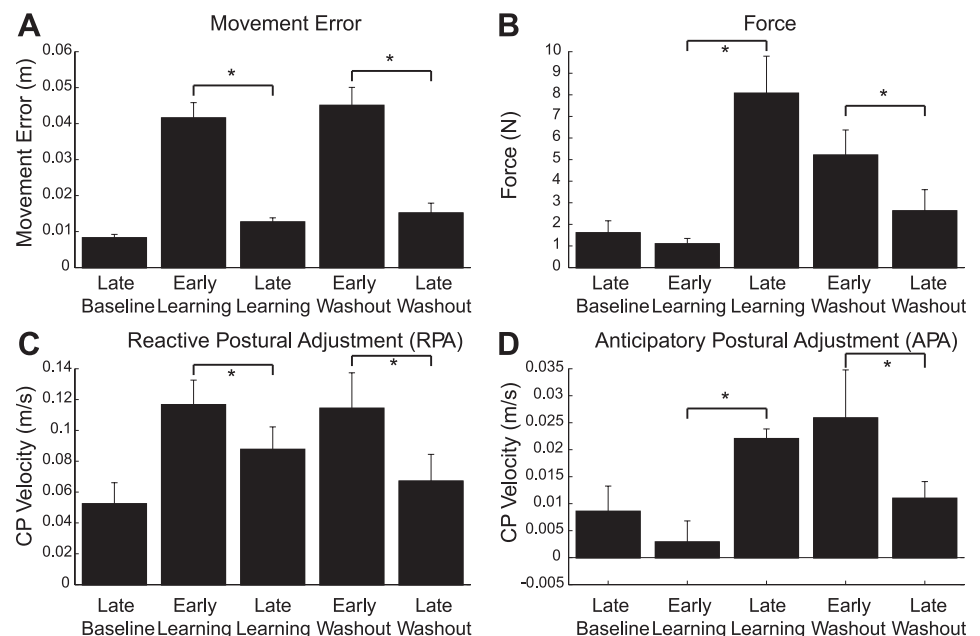 A Movement Error
Movement Error (m)
0.06
0.05
0.04
0.03
0.02
0.01
0
*
*
Late Baseline
Early Learning
Late Learning
Early Washout
Late Washout
B Force
Force (N)
10
9
8
7
6
5
4
3
2
1
0
*
*
Late Baseline
Early Learning
Late Learning
Early Washout
Late Washout
C Reactive Postural Adjustment (RPA)
CP Velocity (m/s)
0.14
0.12
0.1
0.08
0.06
0.04
0.02
0
*
*
Late Baseline
Early Learning
Late Learning
Early Washout
Late Washout
D Anticipatory Postural Adjustment (APA)
CP Velocity (m/s)
0.035
0.03
0.025
0.02
0.015
0.01
0.005
0
-0.005
*
*
Late Baseline
Early Learning
Late Learning
Early Washout
Late Washout